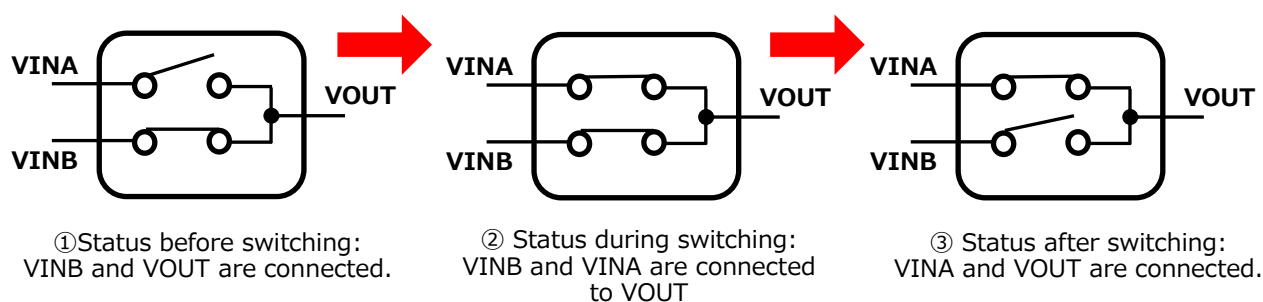 VINA
VOUT
VINB
①Status before switching:
VINB and VOUT are connected.
VINA
VOUT
VINB
② Status during switching:
VINB and VINA are connected
to VOUT
VINA
VOUT
VINB
③ Status after switching:
VINA and VOUT are connected.